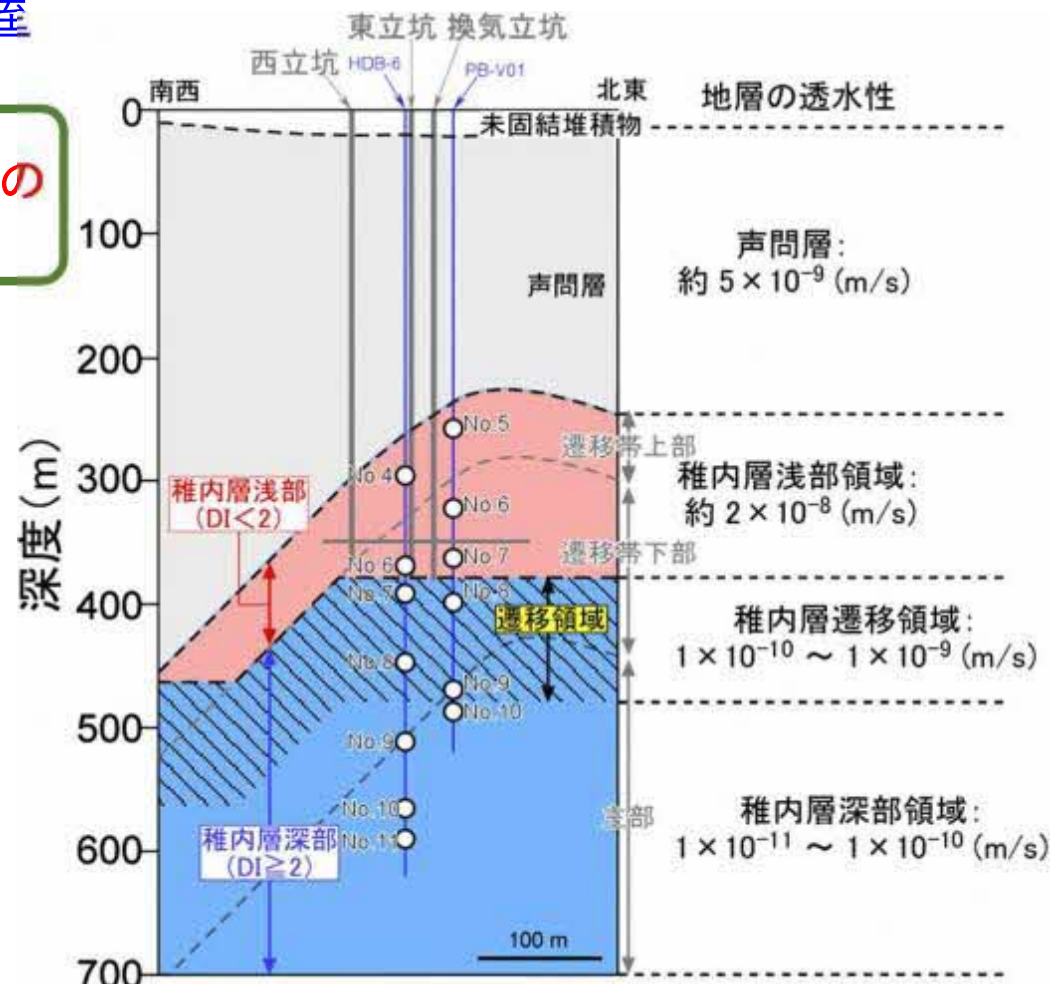 の
東立坑 換気立坑
西立坑 HDB-6 PB-V01
南西 北東 地層の透水性
0
未固結堆積物
100
声問層
声問層:
約 5×10⁻⁹ (m/s)
200
深度(m)
300
400
500
600
700
稚内層浅部
(DI<2)
No.4
No.6
No.7
No.8
No.9
No.10
No.11
No.5
No.6
No.7
No.8
No.9
No.10
遷移帯上部
遷移帯下部
遷移領域
主部
稚内層浅部領域:
約 2×10⁻⁸ (m/s)
稚内層遷移領域:
1×10⁻¹⁰ ～ 1×10⁻⁹ (m/s)
稚内層深部領域:
1×10⁻¹¹ ～ 1×10⁻¹⁰ (m/s)
稚内層深部
(DI≧2)
100 m